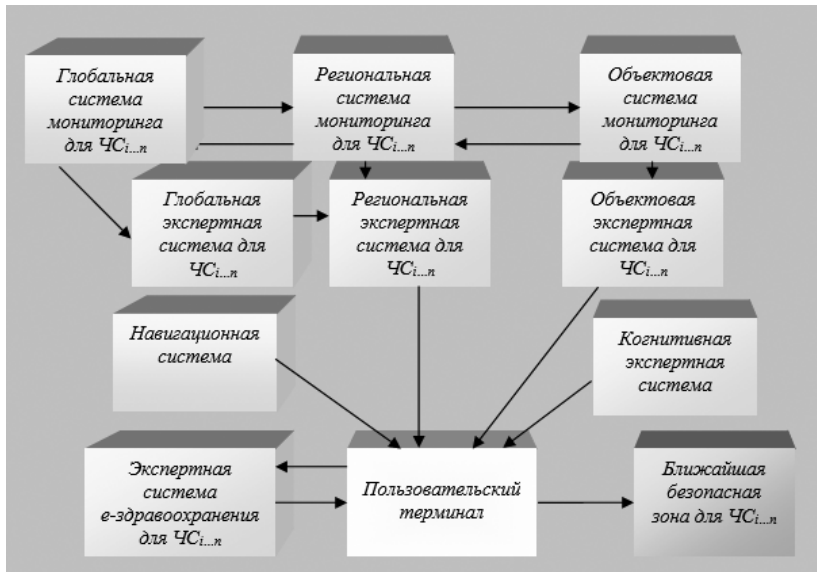 Глобальная
система
мониторинга
для ЧСi...n
Региональная
система
мониторинга
для ЧСi...n
Объектовая
система
мониторинга
для ЧСi...n
Глобальная
экспертная
система для
ЧСi...n
Региональная
экспертная
система для
ЧСi...n
Объектовая
экспертная
система для
ЧСi...n
Навигационная
система
Когнитивная
экспертная
система
Экспертная
система
е-здравоохранения
для ЧСi...n
Пользовательский
терминал
Ближайшая
безопасная
зона для ЧСi...n